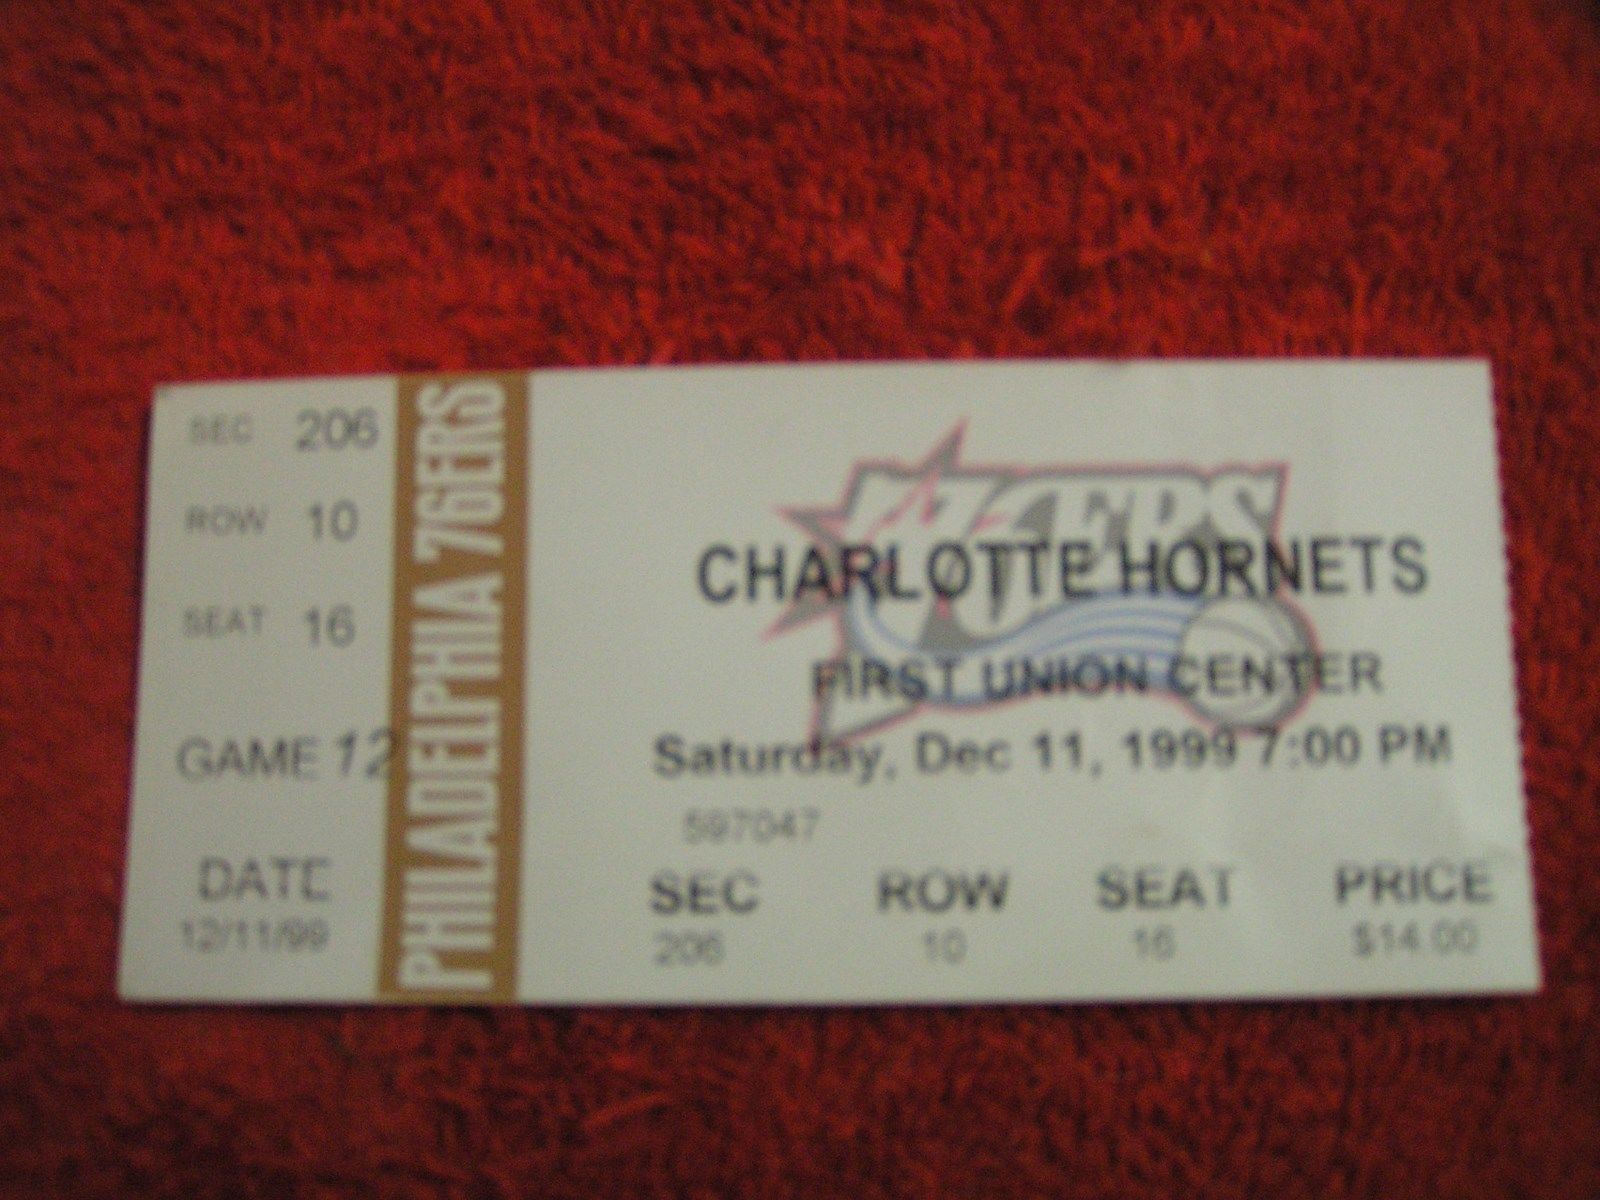 SEC 206
ROW 10
SEAT 16
GAME 12
DATE
12/11/99
PHILADELPHIA 76ERS
76ERS
CHARLOTTE HORNETS
FIRST UNION CENTER
Saturday, Dec 11, 1999 7:00 PM
597047
SEC ROW SEAT PRICE
206 10 16 $14.00